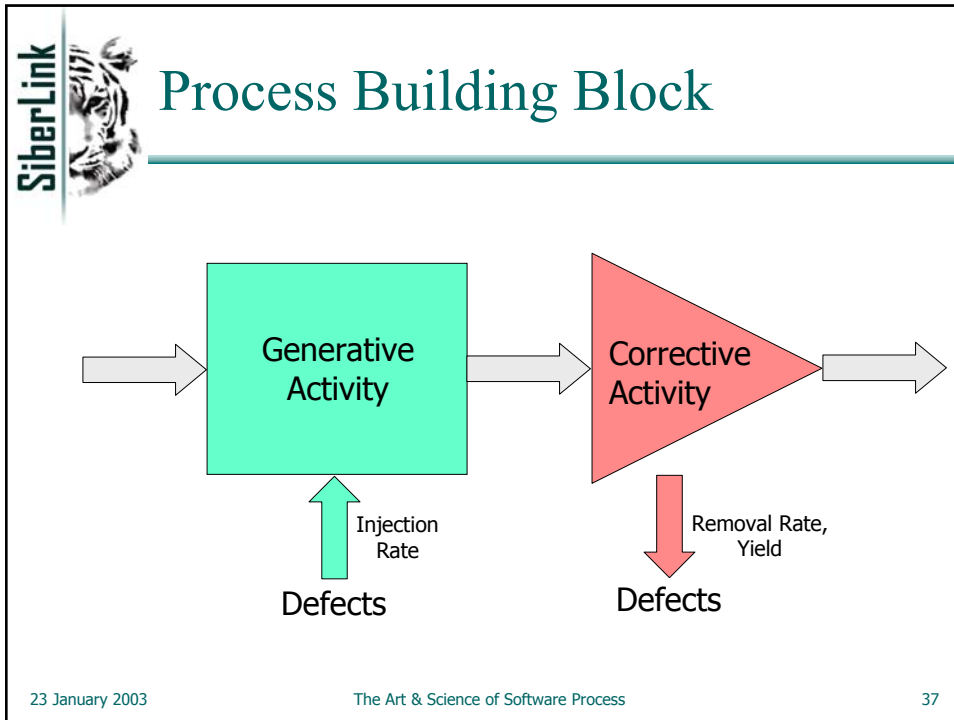 SiberLink
Process Building Block
Generative
Activity
Corrective
Activity
Injection
Rate
Removal Rate,
Yield
Defects
Defects
23 January 2003
The Art & Science of Software Process
37